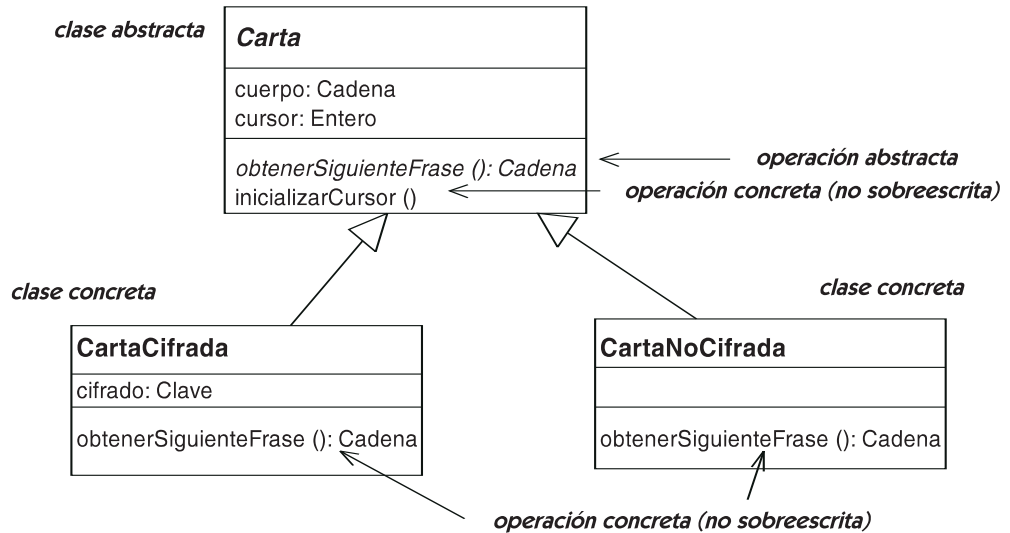 clase abstracta
Carta
cuerpo: Cadena
cursor: Entero
obtenerSiguienteFrase (): Cadena
operación abstracta
inicializarCursor ()
operación concreta (no sobreescrita)
clase concreta
clase concreta
CartaCifrada
cifrado: Clave
obtenerSiguienteFrase (): Cadena
CartaNoCifrada
obtenerSiguienteFrase (): Cadena
operación concreta (no sobreescrita)